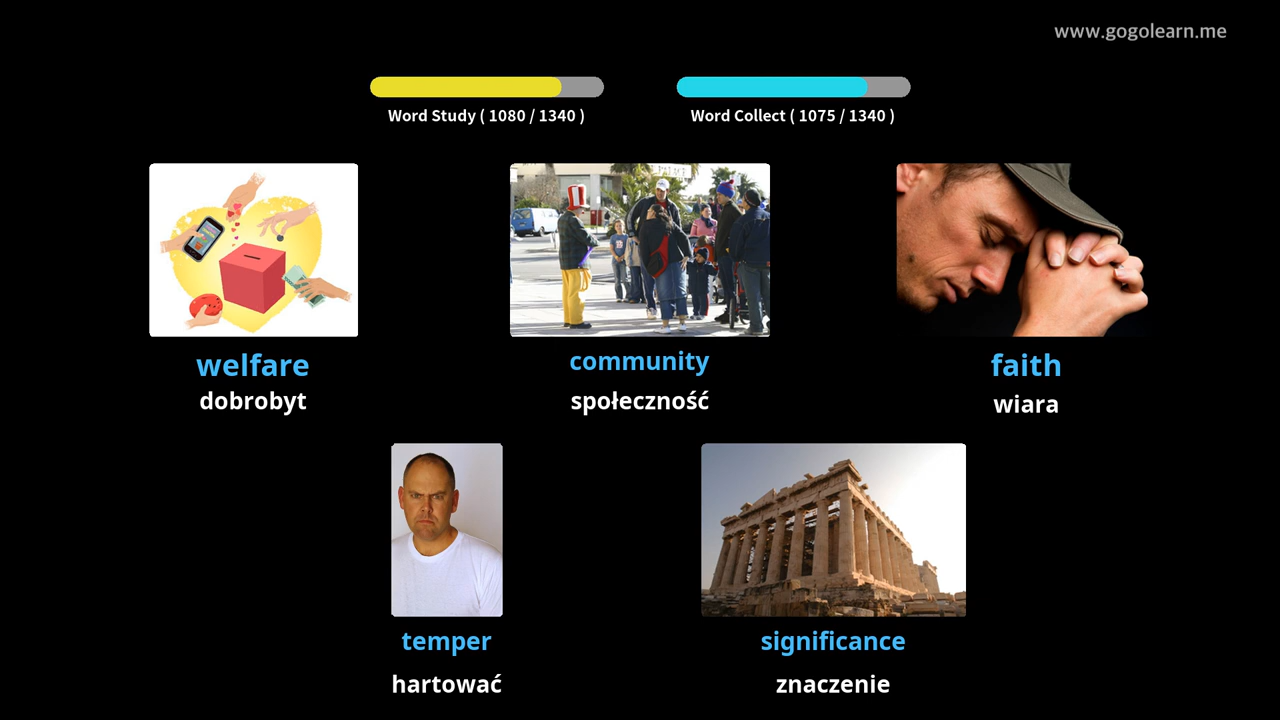 www.gogolearn.me
Word Study ( 1080 / 1340 )
Word Collect ( 1075 / 1340 )
welfare
dobrobyt
community
społeczność
faith
wiara
temper
hartować
significance
znaczenie